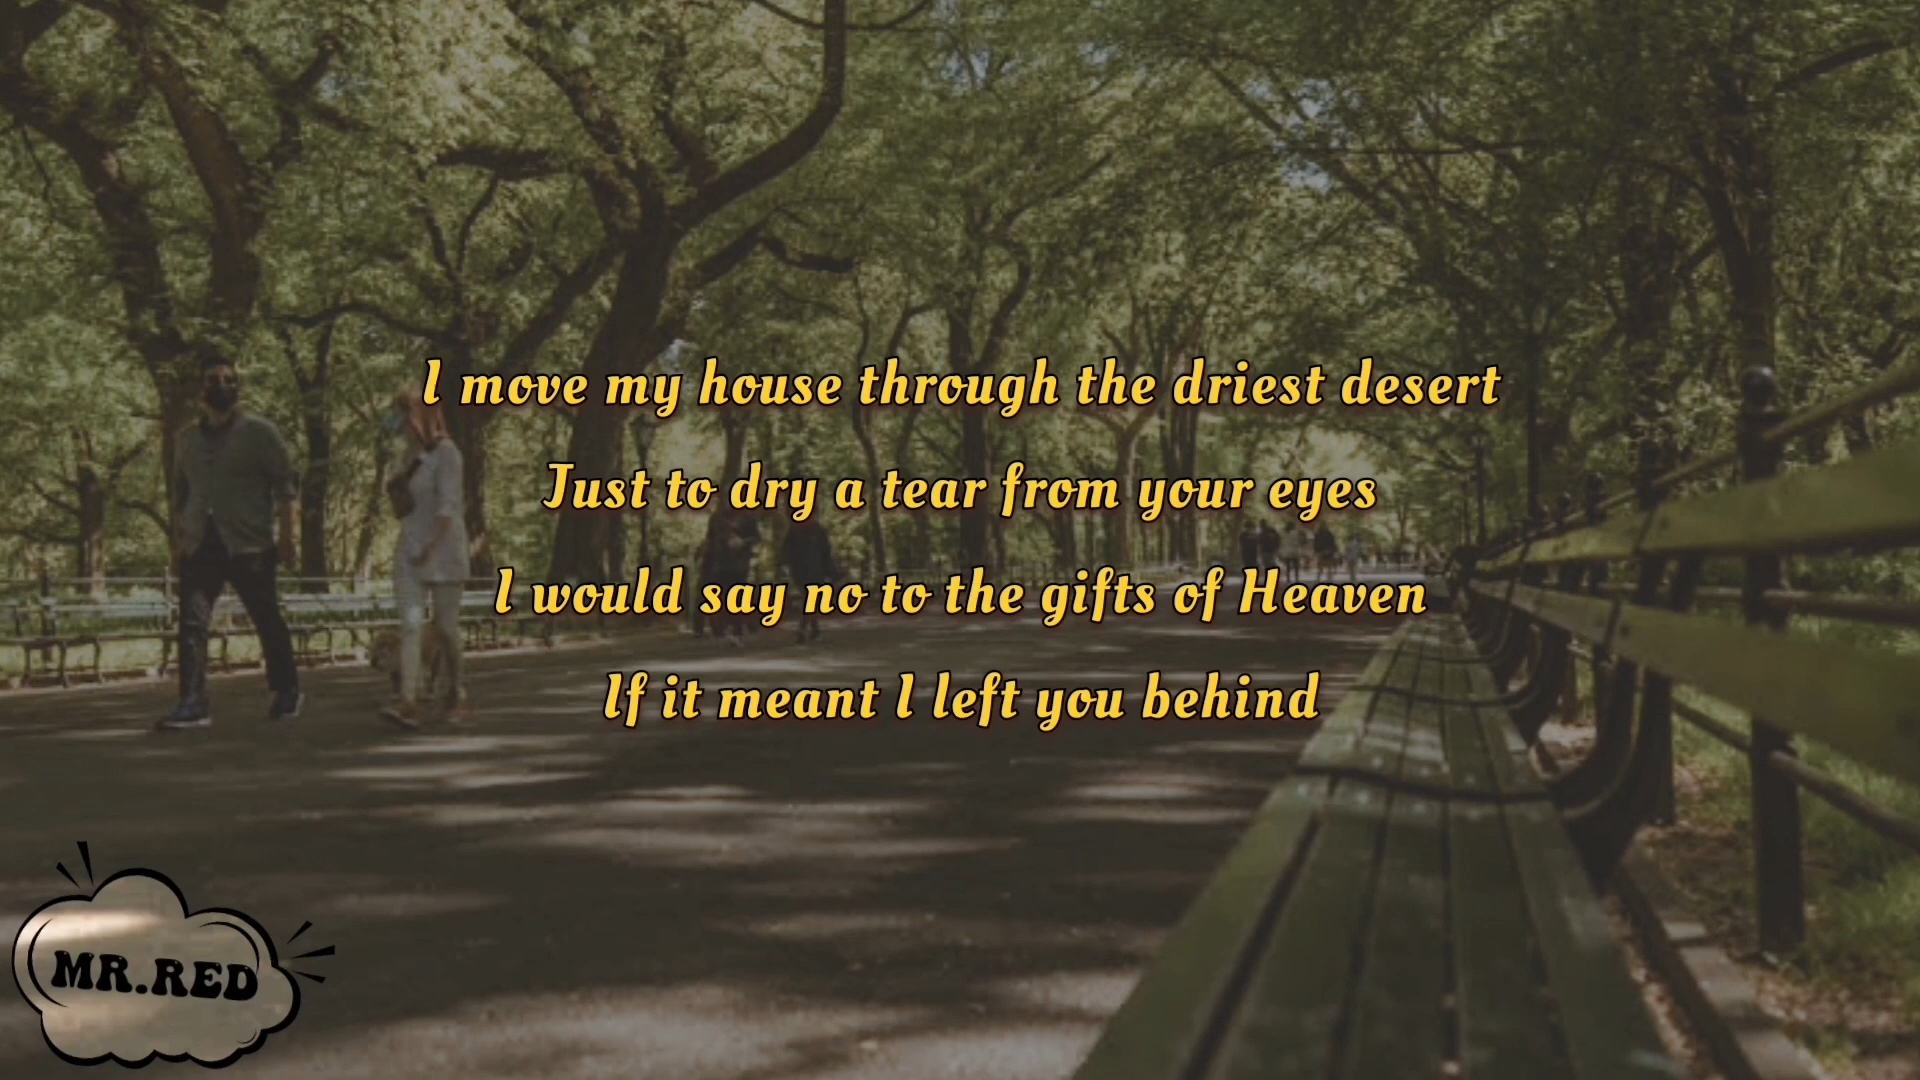 I move my house through the driest desert
Just to dry a tear from your eyes
I would say no to the gifts of Heaven
If it meant I left you behind
MR.RED